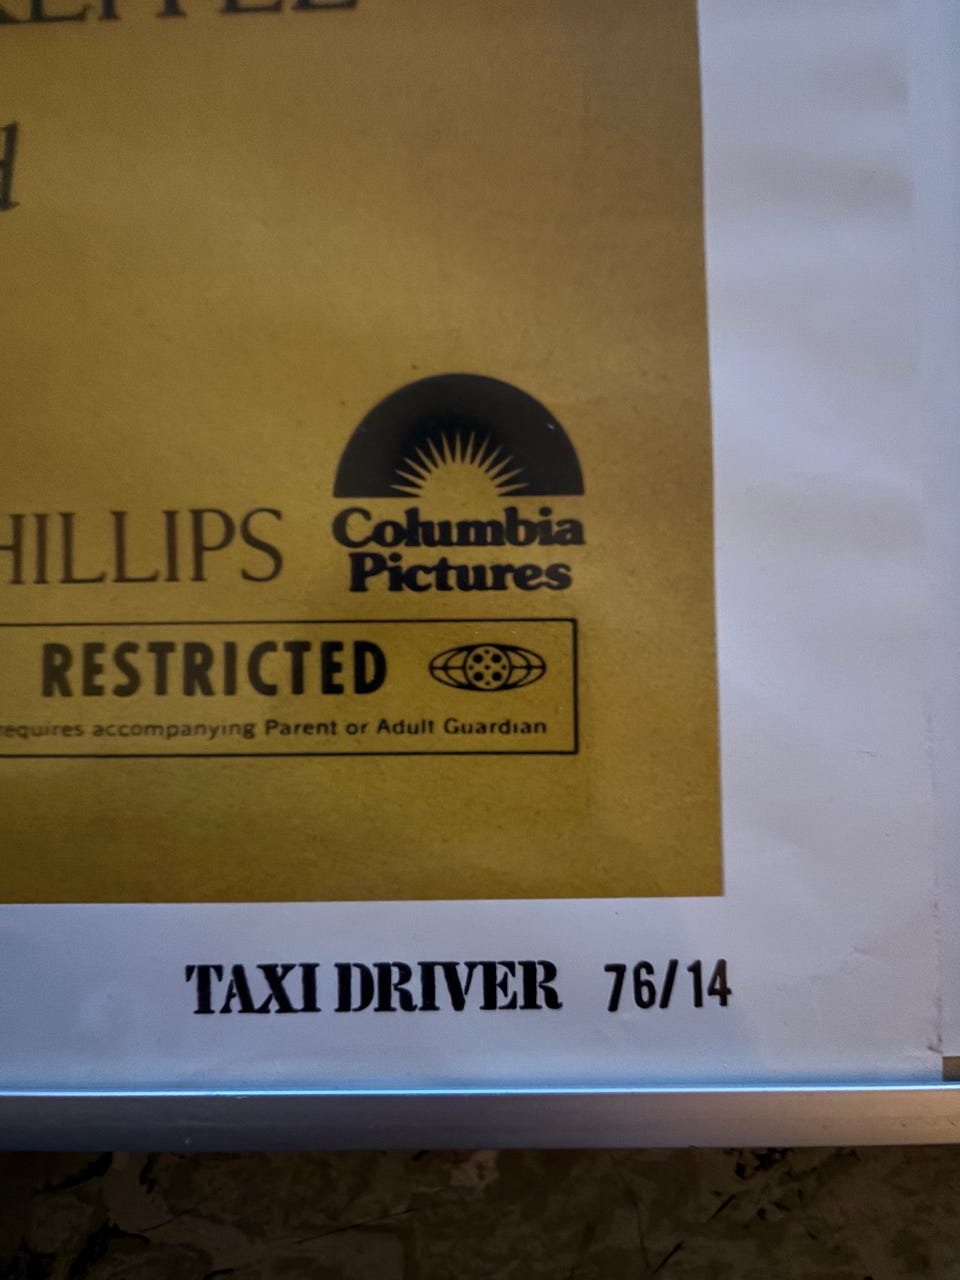 HILLIPS
Columbia
Pictures
RESTRICTED
requires accompanying Parent or Adult Guardian
TAXI DRIVER 76/14